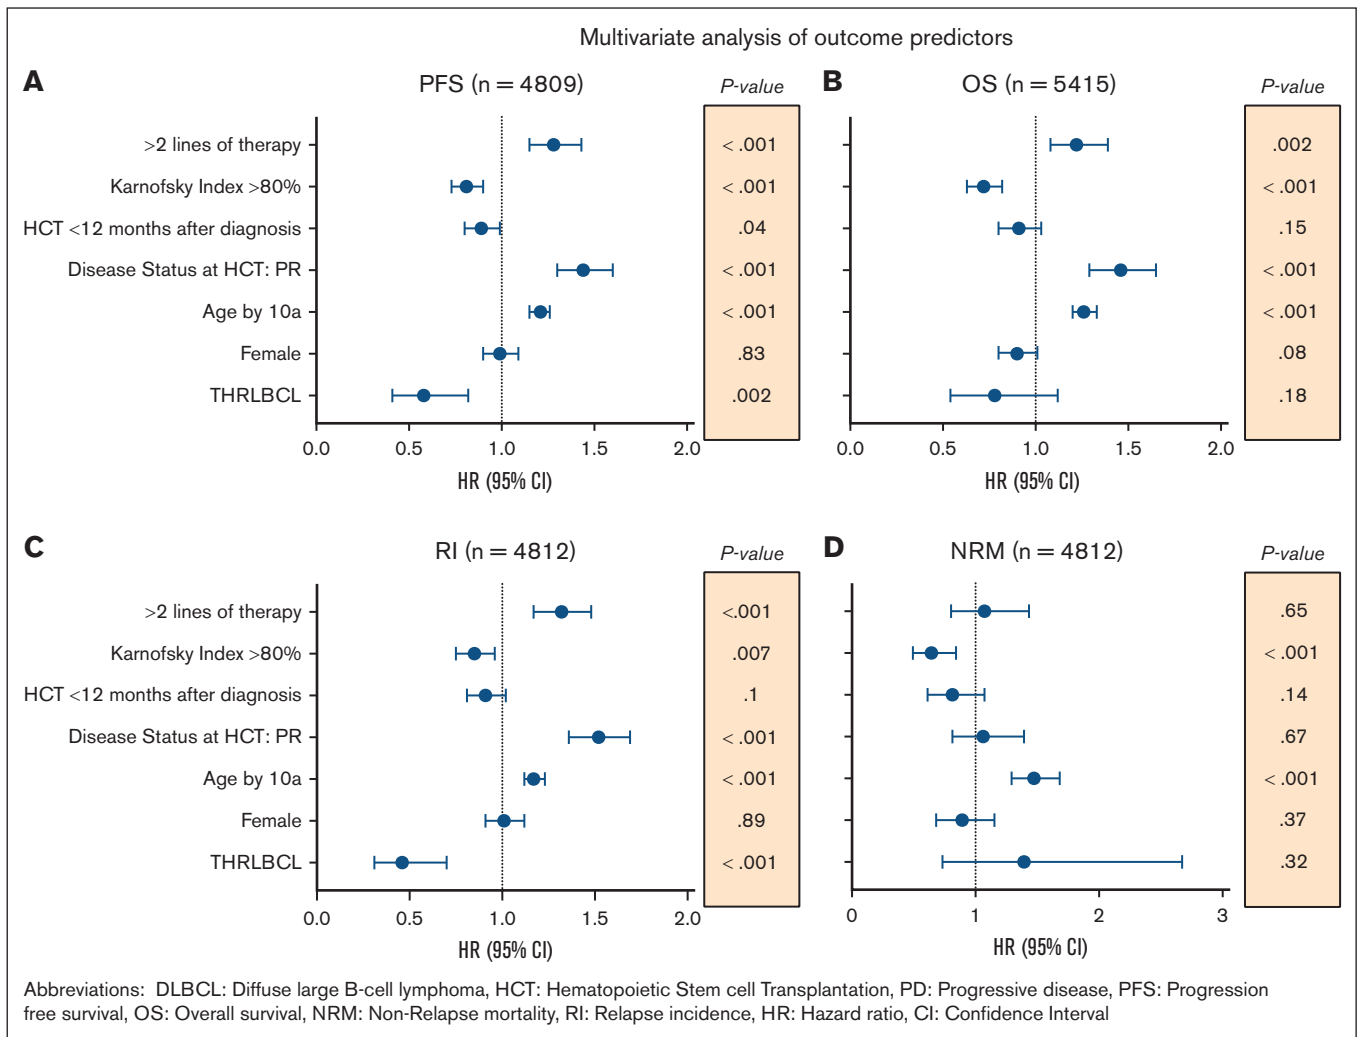 Multivariate analysis of outcome predictors
A
PFS (n = 4809)
P-value
>2 lines of therapy
< .001
Karnofsky Index >80%
< .001
HCT <12 months after diagnosis
.04
Disease Status at HCT: PR
< .001
Age by 10a
< .001
Female
.83
THRLBCL
.002
0.0 0.5 1.0 1.5 2.0
HR (95% CI)
B
OS (n = 5415)
P-value
.002
< .001
.15
< .001
< .001
.08
.18
0.0 0.5 1.0 1.5 2.0
HR (95% CI)
C
RI (n = 4812)
P-value
>2 lines of therapy
<.001
Karnofsky Index >80%
.007
HCT <12 months after diagnosis
.1
Disease Status at HCT: PR
< .001
Age by 10a
< .001
Female
.89
THRLBCL
< .001
0.0 0.5 1.0 1.5 2.0
HR (95% CI)
D
NRM (n = 4812)
P-value
.65
< .001
.14
.67
< .001
.37
.32
0 1 2 3
HR (95% CI)
Abbreviations: DLBCL: Diffuse large B-cell lymphoma, HCT: Hematopoietic Stem cell Transplantation, PD: Progressive disease, PFS: Progression
free survival, OS: Overall survival, NRM: Non-Relapse mortality, RI: Relapse incidence, HR: Hazard ratio, CI: Confidence Interval